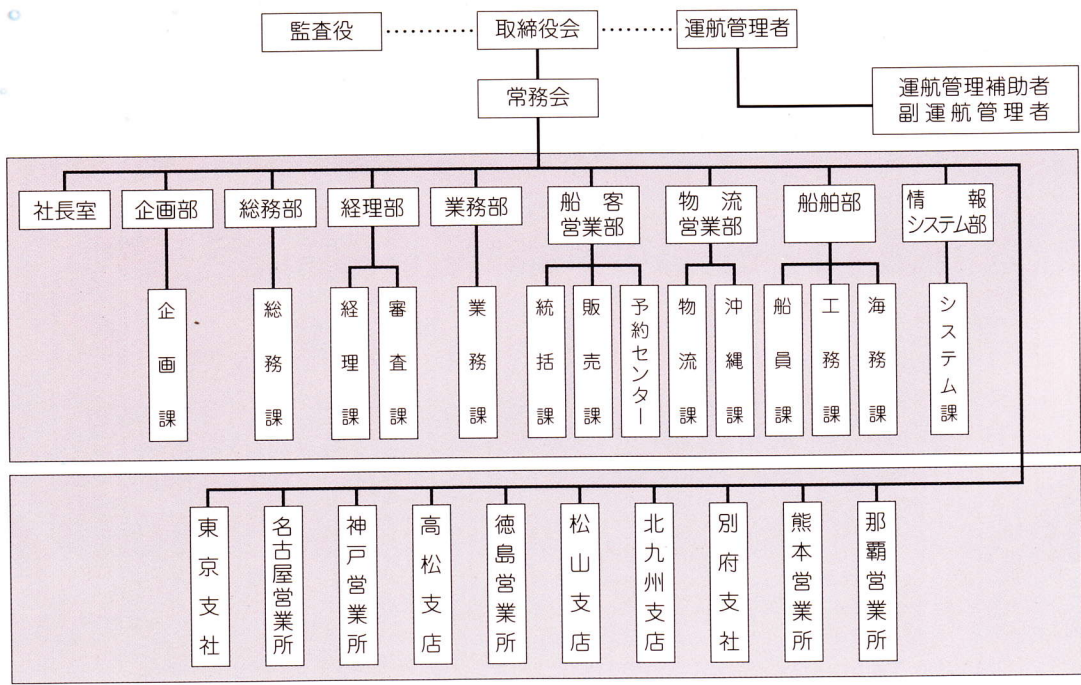 監査役
取締役会
運航管理者
常務会
運航管理補助者
副運航管理者
社長室
企画部
総務部
経理部
業務部
船客
営業部
物流
営業部
船舶部
情報
システム部
企画課
総務課
経理課
審査課
業務課
統括課
販売課
予約センター
物流課
沖縄課
船員課
工務課
海務課
システム課
東京支社
名古屋営業所
神戸営業所
高松支店
徳島営業所
松山支店
北九州支店
別府支社
熊本営業所
那覇営業所